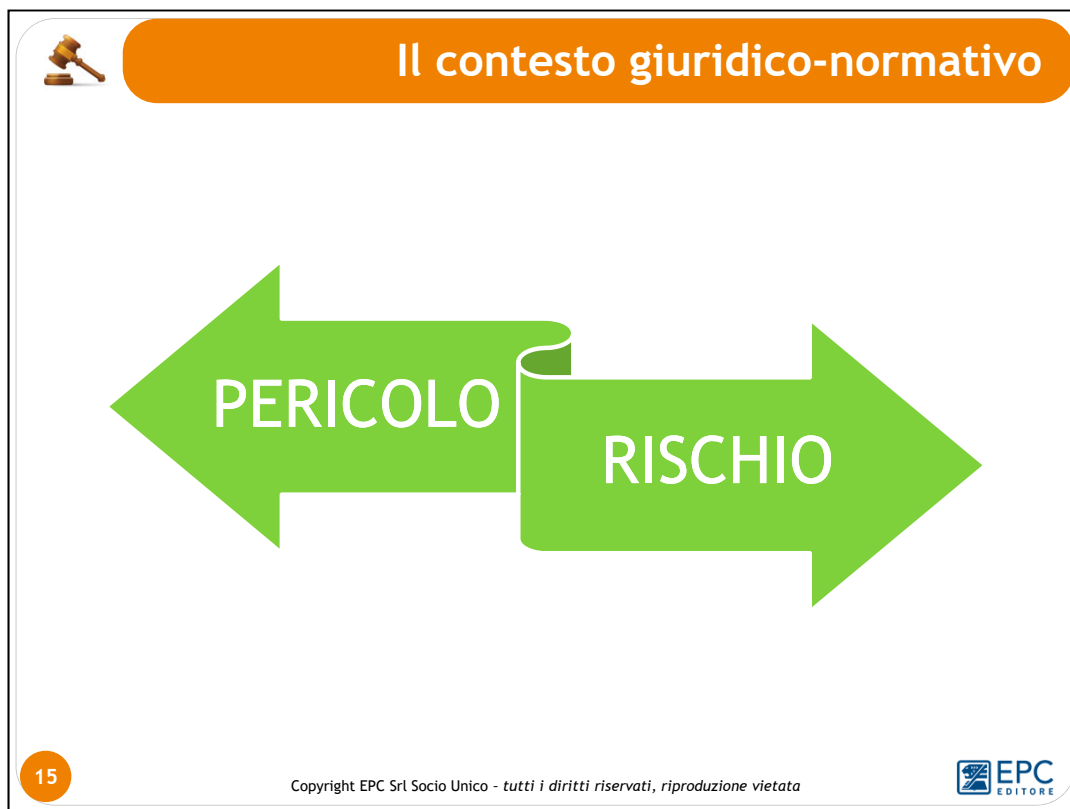 Il contesto giuridico-normativo
PERICOLO
RISCHIO
15
Copyright EPC Srl Socio Unico - tutti i diritti riservati, riproduzione vietata
EPC
EDITORE